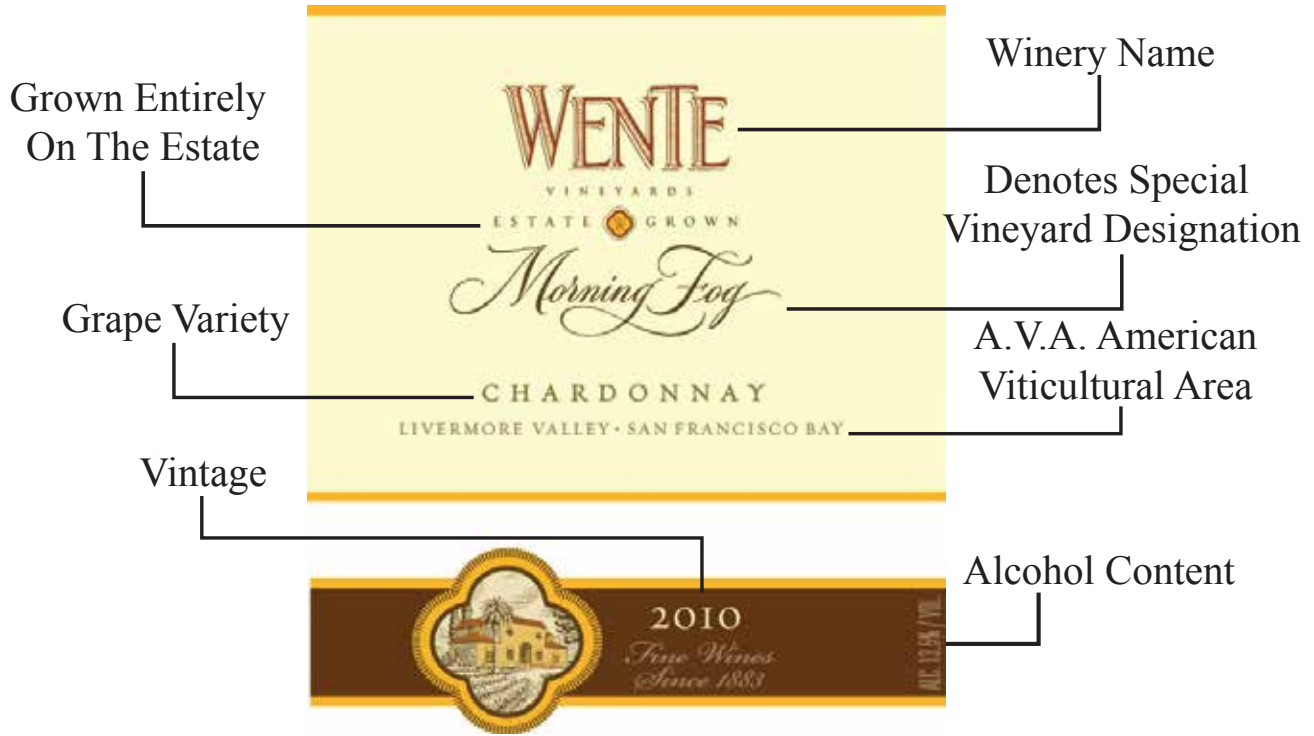 Winery Name
Grown Entirely
On The Estate
WENTE
VINEYARDS
ESTATE GROWN
Denotes Special
Vineyard Designation
Morning Fog
Grape Variety
A.V.A. American
Viticultural Area
CHARDONNAY
LIVERMORE VALLEY • SAN FRANCISCO BAY
Vintage
Alcohol Content
2010
Fine Wines
Since 1883
ALC. 13.5% / VOL.